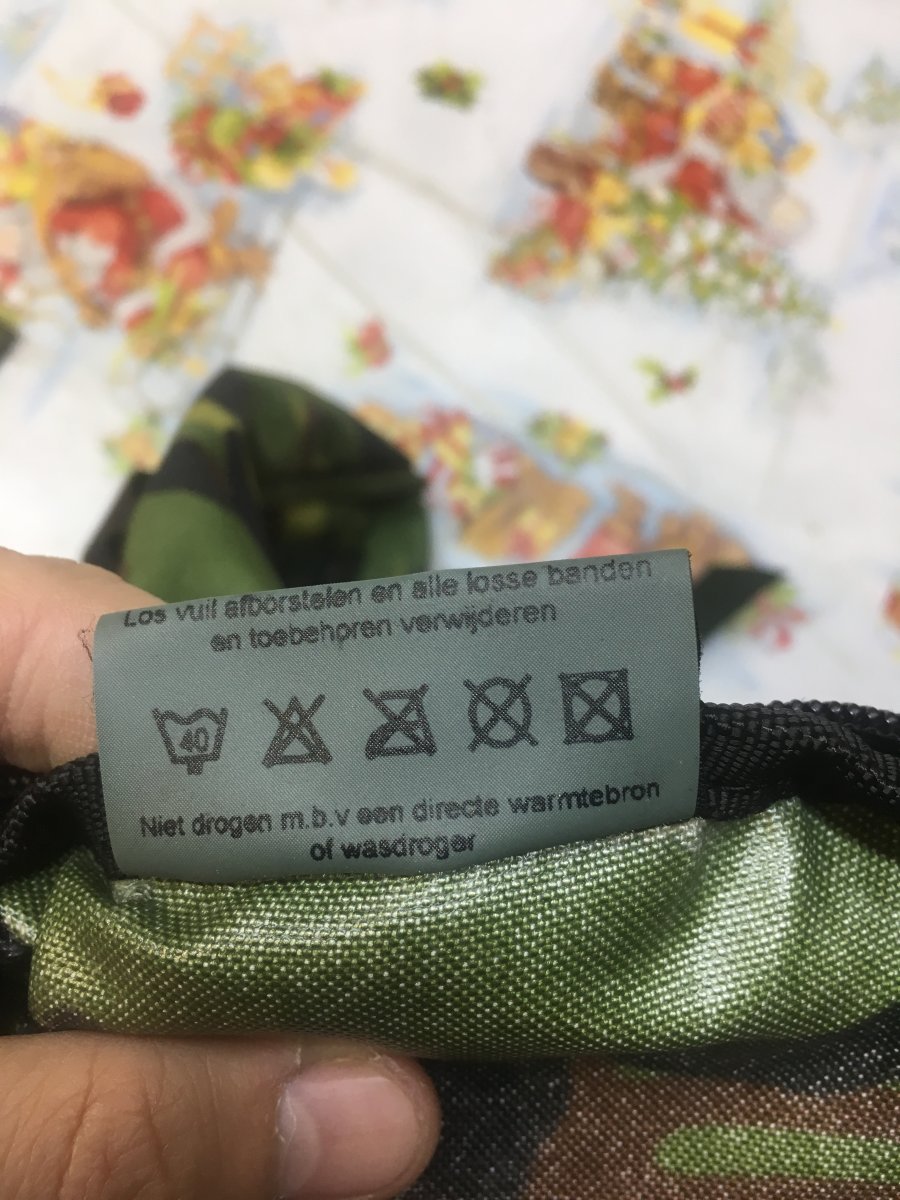 Los vuil afborstelen en alle losse banden
en toebehoren verwijderen
40
Niet drogen m.b.v een directe warmtebron
of wasdroger